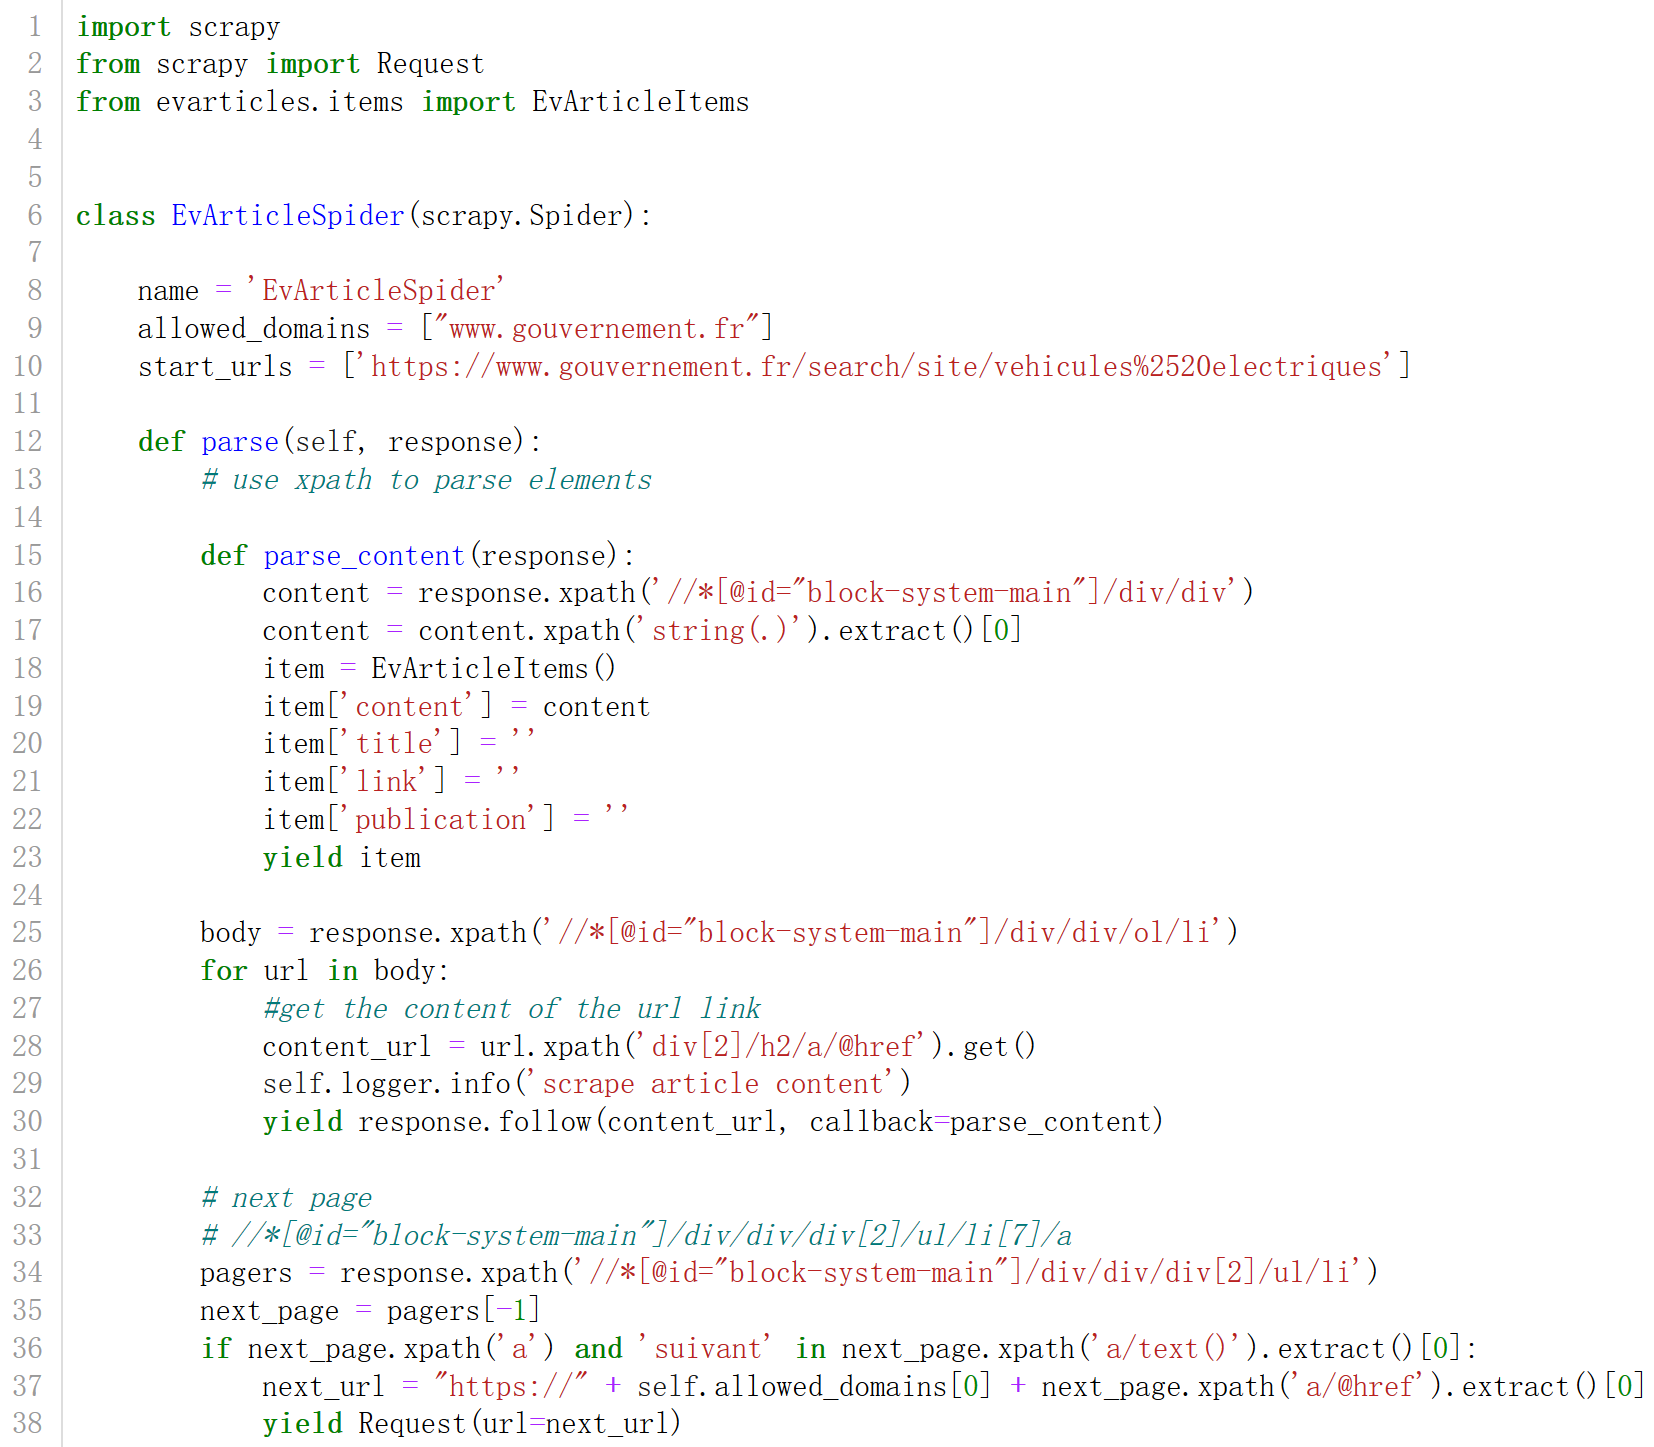 1 import scrapy
2 from scrapy import Request
3 from evarticles.items import EvArticleItems
4
5
6 class EvArticleSpider(scrapy.Spider):
7
8     name = 'EvArticleSpider'
9     allowed_domains = ["www.gouvernement.fr"]
10     start_urls = ['https://www.gouvernement.fr/search/site/vehicules%2520electriques']
11
12     def parse(self, response):
13         # use xpath to parse elements
14
15         def parse_content(response):
16             content = response.xpath('//*[@id="block-system-main"]/div/div')
17             content = content.xpath('string(.)').extract()[0]
18             item = EvArticleItems()
19             item['content'] = content
20             item['title'] = ''
21             item['link'] = ''
22             item['publication'] = ''
23             yield item
24
25         body = response.xpath('//*[@id="block-system-main"]/div/div/ol/li')
26         for url in body:
27             #get the content of the url link
28             content_url = url.xpath('div[2]/h2/a/@href').get()
29             self.logger.info('scrape article content')
30             yield response.follow(content_url, callback=parse_content)
31
32         # next page
33         # //*[@id="block-system-main"]/div/div/div[2]/ul/li[7]/a
34         pagers = response.xpath('//*[@id="block-system-main"]/div/div/div[2]/ul/li')
35         next_page = pagers[-1]
36         if next_page.xpath('a') and 'suivant' in next_page.xpath('a/text()').extract()[0]:
37             next_url = "https://" + self.allowed_domains[0] + next_page.xpath('a/@href').extract()[0]
38             yield Request(url=next_url)